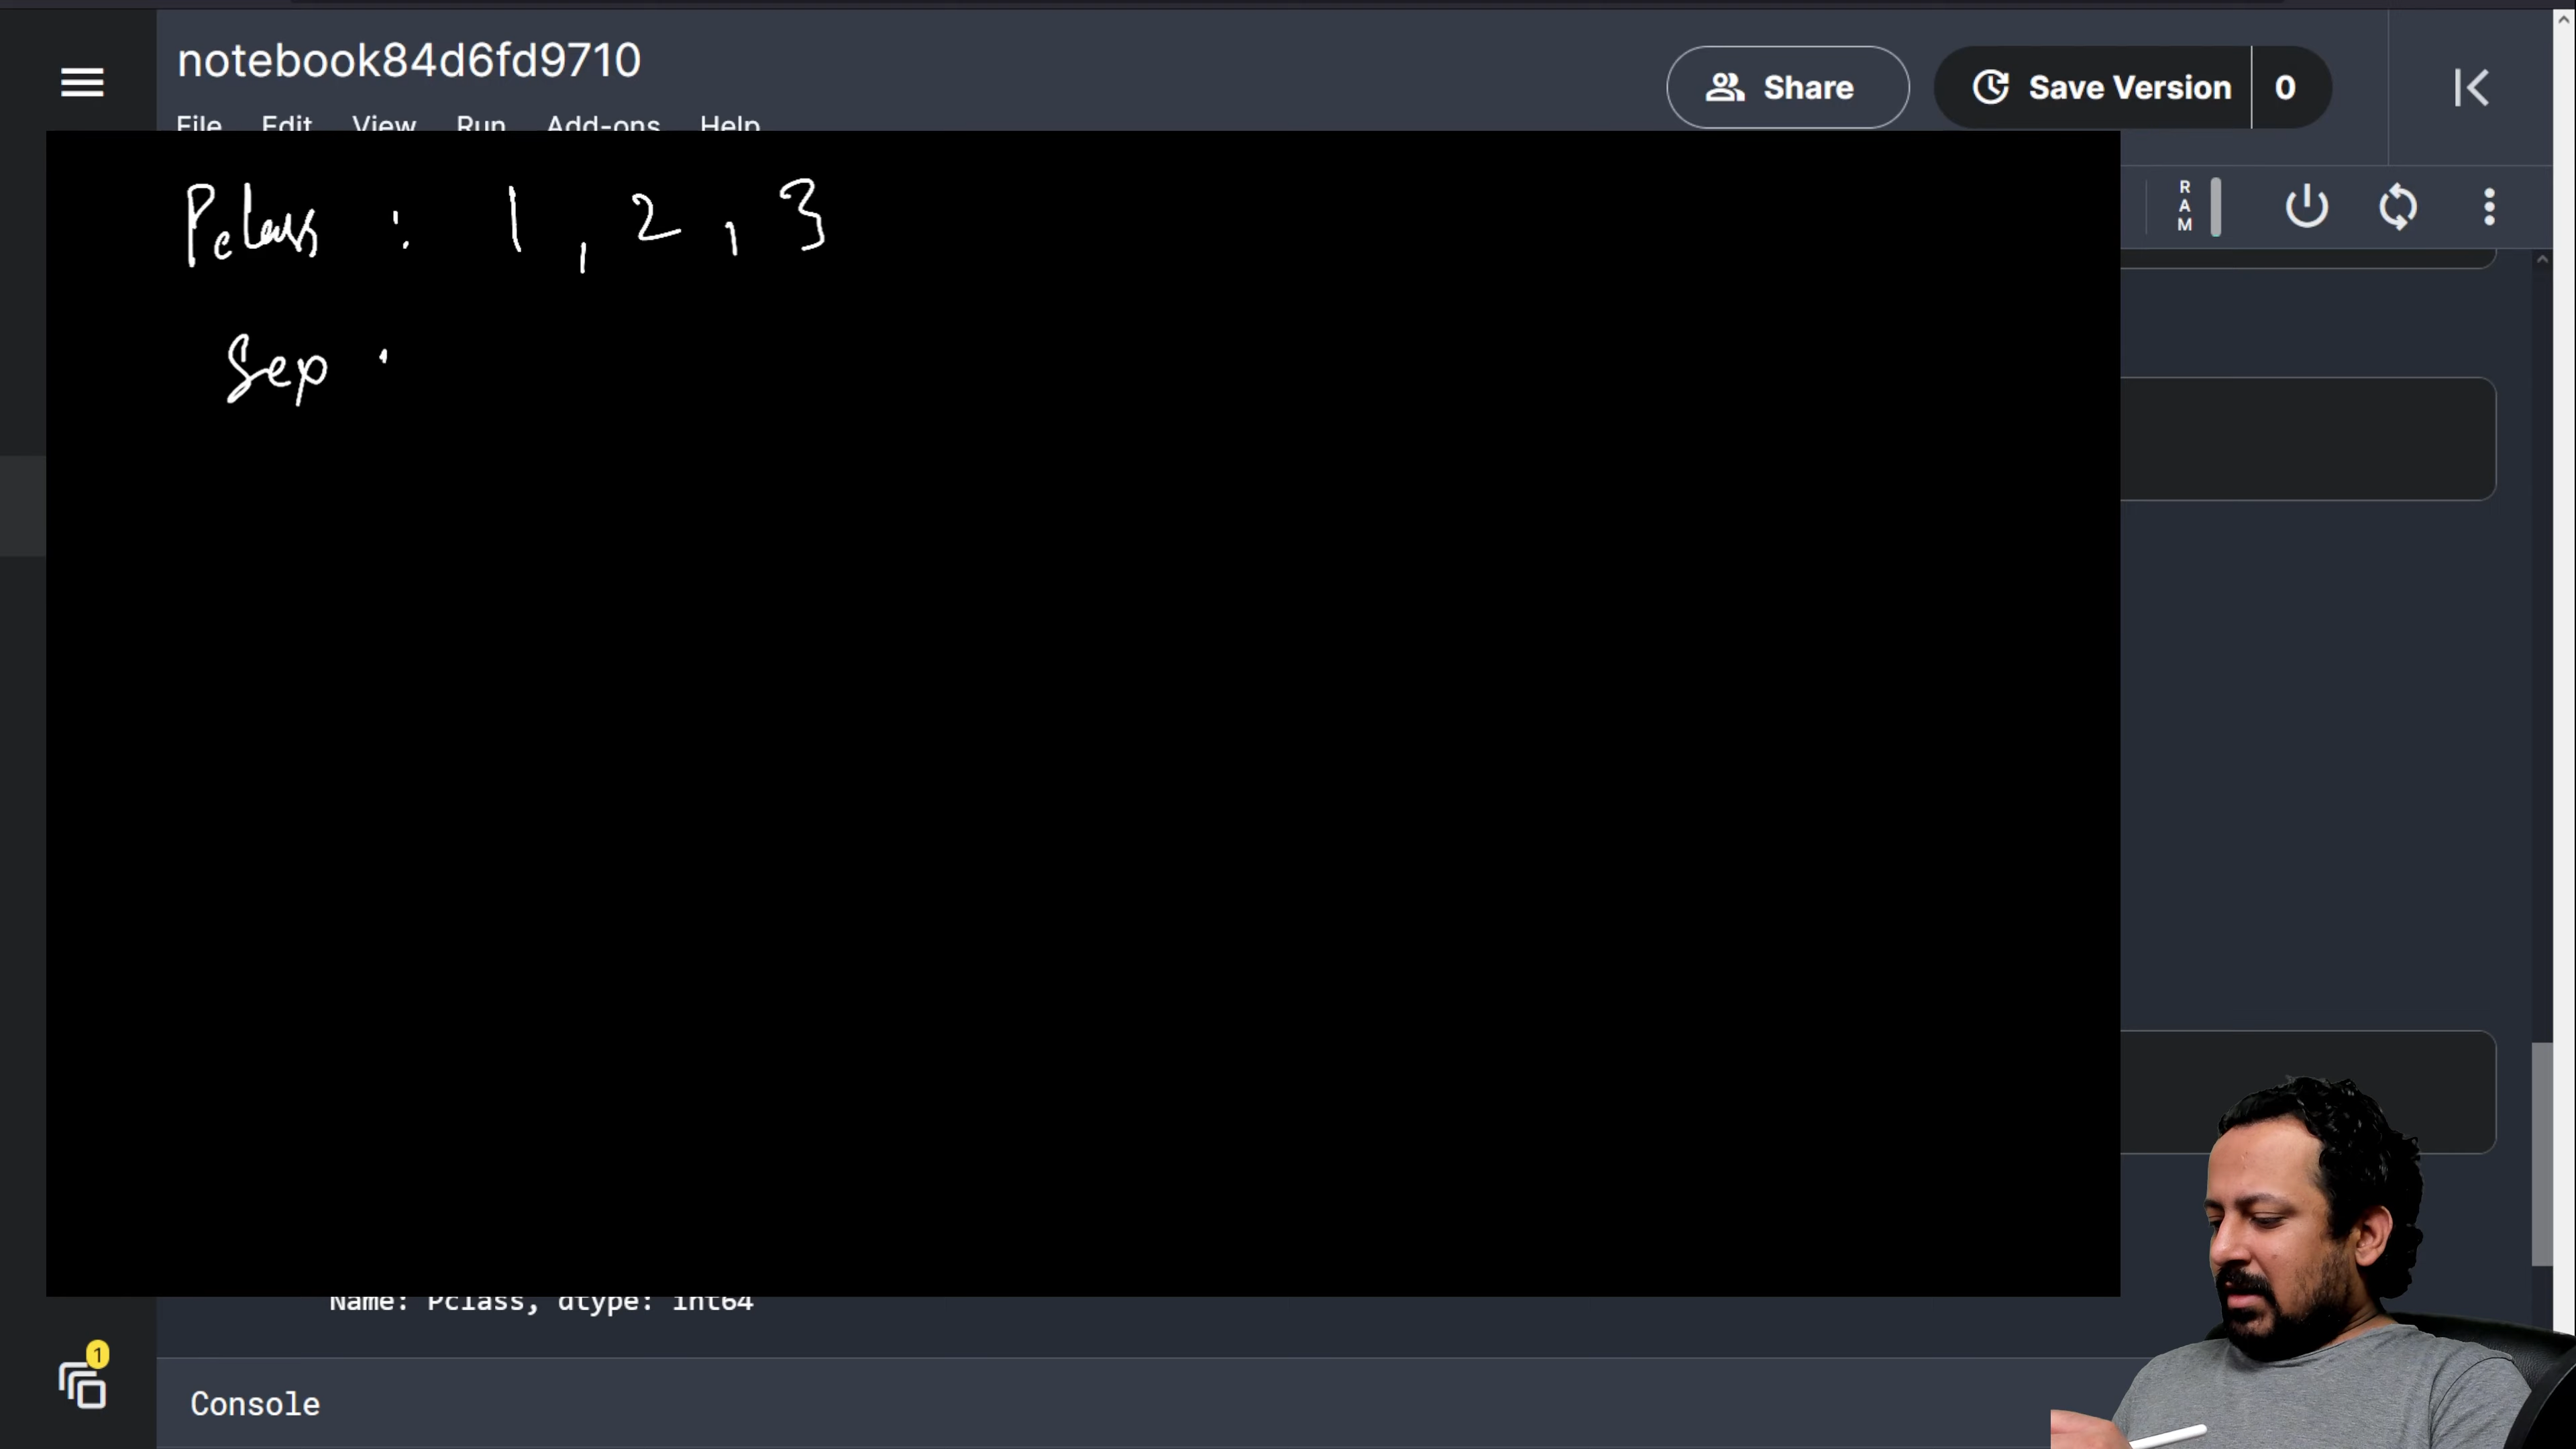 notebook84d6fd9710
Share
Save Version 0
File Edit View Run Add-ons Help
RAM
Pclass : 1 , 2 , 3
Name: Pclass, dtype: int64
1
Console